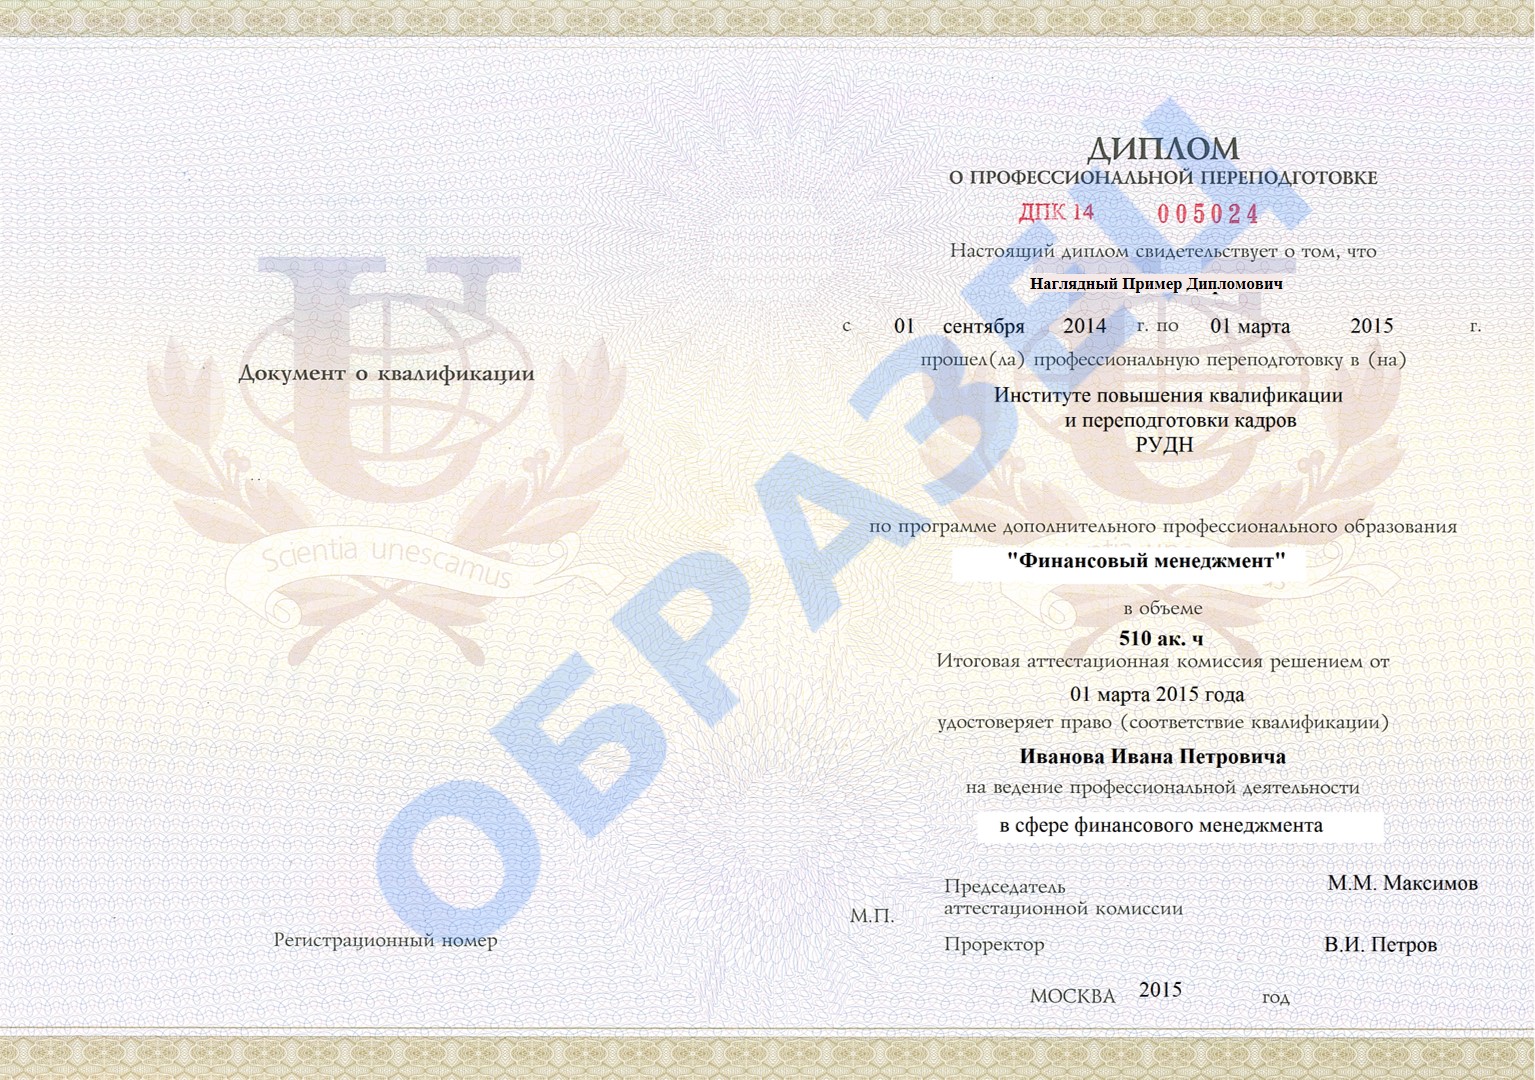 Документ о квалификации
Scientia unescamus
Регистрационный номер
ДИПЛОМ
О ПРОФЕССИОНАЛЬНОЙ ПЕРЕПОДГОТОВКЕ
ДПК 14 005024
Настоящий диплом свидетельствует о том, что
Наглядный Пример Дипломович
с 01 сентября 2014 г. по 01 марта 2015 г.
прошел(ла) профессиональную переподготовку в (на)
Институте повышения квалификации
и переподготовки кадров
РУДН
по программе дополнительного профессионального образования
"Финансовый менеджмент"
в объеме
510 ак. ч
Итоговая аттестационная комиссия решением от
01 марта 2015 года
удостоверяет право (соответствие квалификации)
Иванова Ивана Петровича
на ведение профессиональной деятельности
в сфере финансового менеджмента
Председатель М.М. Максимов
аттестационной комиссии
М.П.
Проректор В.И. Петров
МОСКВА 2015 год
ОБРАЗЕЦ